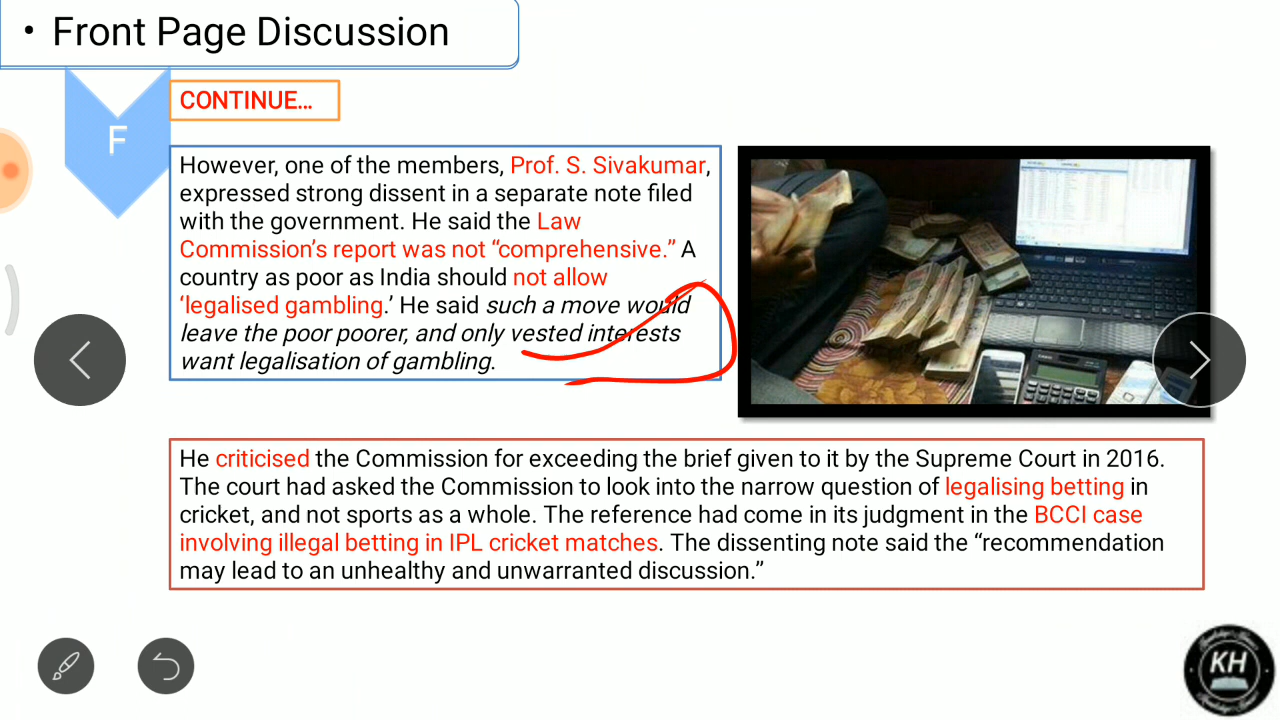 • Front Page Discussion
F
CONTINUE…
However, one of the members, Prof. S. Sivakumar,
expressed strong dissent in a separate note filed
with the government. He said the Law
Commission’s report was not “comprehensive.” A
country as poor as India should not allow
‘legalised gambling.’ He said such a move would
leave the poor poorer, and only vested interests
want legalisation of gambling.
He criticised the Commission for exceeding the brief given to it by the Supreme Court in 2016.
The court had asked the Commission to look into the narrow question of legalising betting in
cricket, and not sports as a whole. The reference had come in its judgment in the BCCI case
involving illegal betting in IPL cricket matches. The dissenting note said the “recommendation
may lead to an unhealthy and unwarranted discussion.”
KH